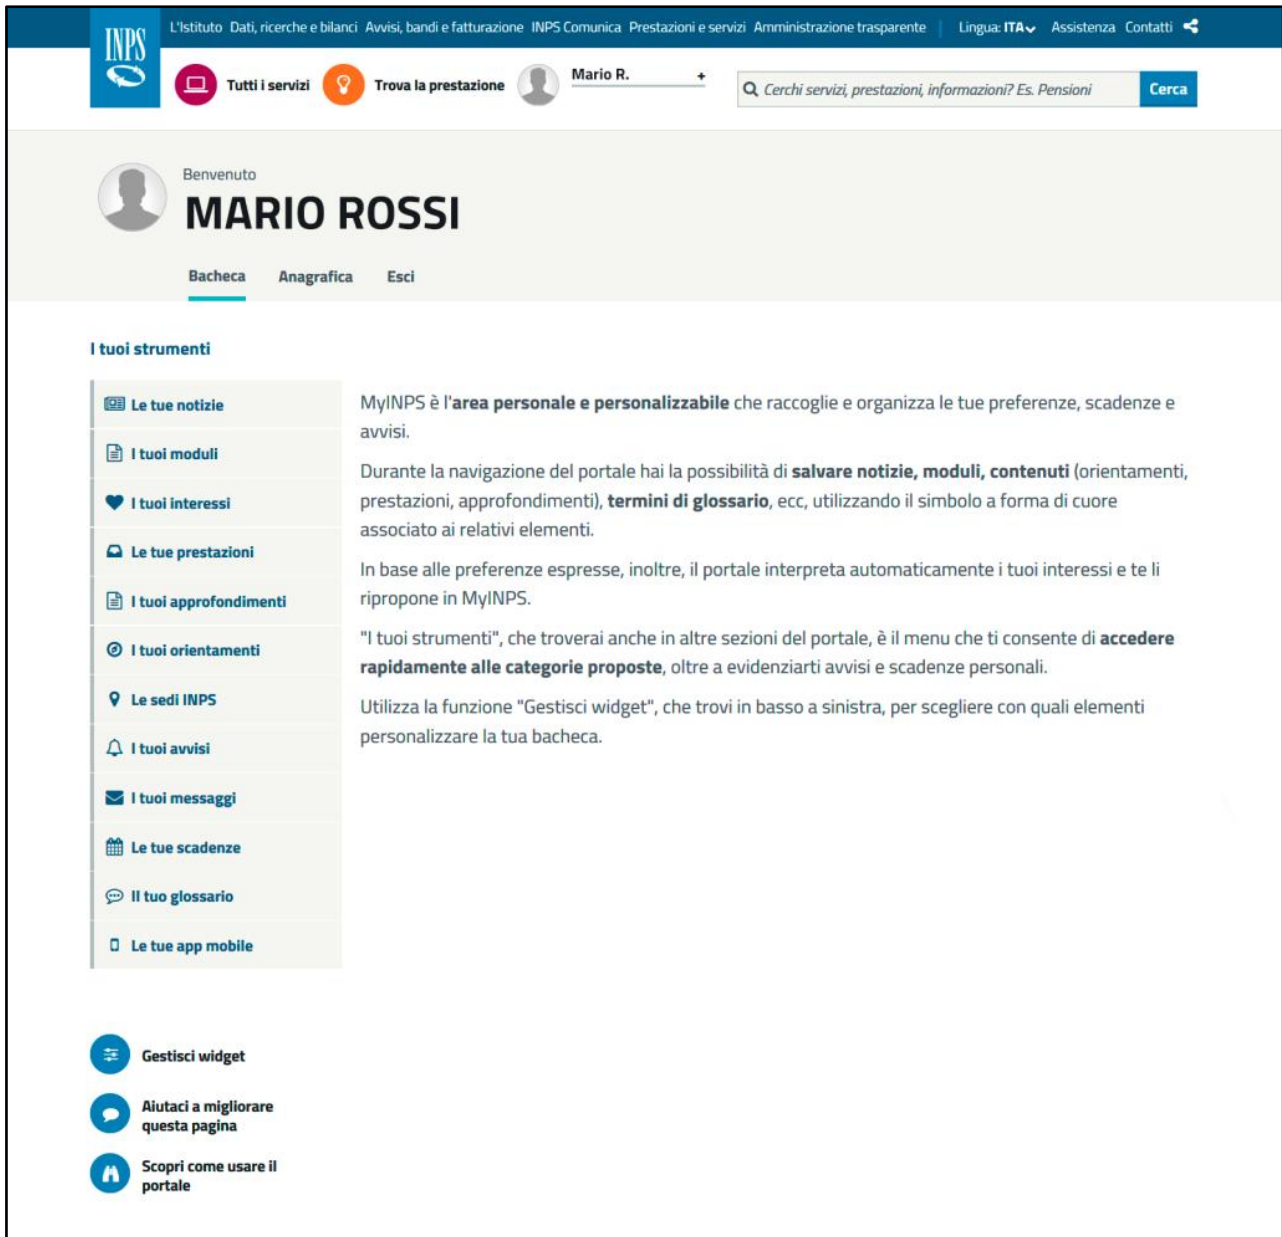 INPS
L'Istituto Dati, ricerche e bilanci Avvisi, bandi e fatturazione INPS Comunica Prestazioni e servizi Amministrazione trasparente Lingua: ITA Assistenza Contatti
Tutti i servizi Trova la prestazione Mario R. + Cerchi servizi, prestazioni, informazioni? Es. Pensioni Cerca
Benvenuto
MARIO ROSSI
Bacheca Anagrafica Esci
I tuoi strumenti
Le tue notizie
I tuoi moduli
I tuoi interessi
Le tue prestazioni
I tuoi approfondimenti
I tuoi orientamenti
Le sedi INPS
I tuoi avvisi
I tuoi messaggi
Le tue scadenze
Il tuo glossario
Le tue app mobile
MyINPS è l'area personale e personalizzabile che raccoglie e organizza le tue preferenze, scadenze e
avvisi.
Durante la navigazione del portale hai la possibilità di salvare notizie, moduli, contenuti (orientamenti,
prestazioni, approfondimenti), termini di glossario, ecc, utilizzando il simbolo a forma di cuore
associato ai relativi elementi.
In base alle preferenze espresse, inoltre, il portale interpreta automaticamente i tuoi interessi e te li
ripropone in MyINPS.
"I tuoi strumenti", che troverai anche in altre sezioni del portale, è il menu che ti consente di accedere
rapidamente alle categorie proposte, oltre a evidenziarti avvisi e scadenze personali.
Utilizza la funzione "Gestisci widget", che trovi in basso a sinistra, per scegliere con quali elementi
personalizzare la tua bacheca.
Gestisci widget
Aiutaci a migliorare
questa pagina
Scopri come usare il
portale